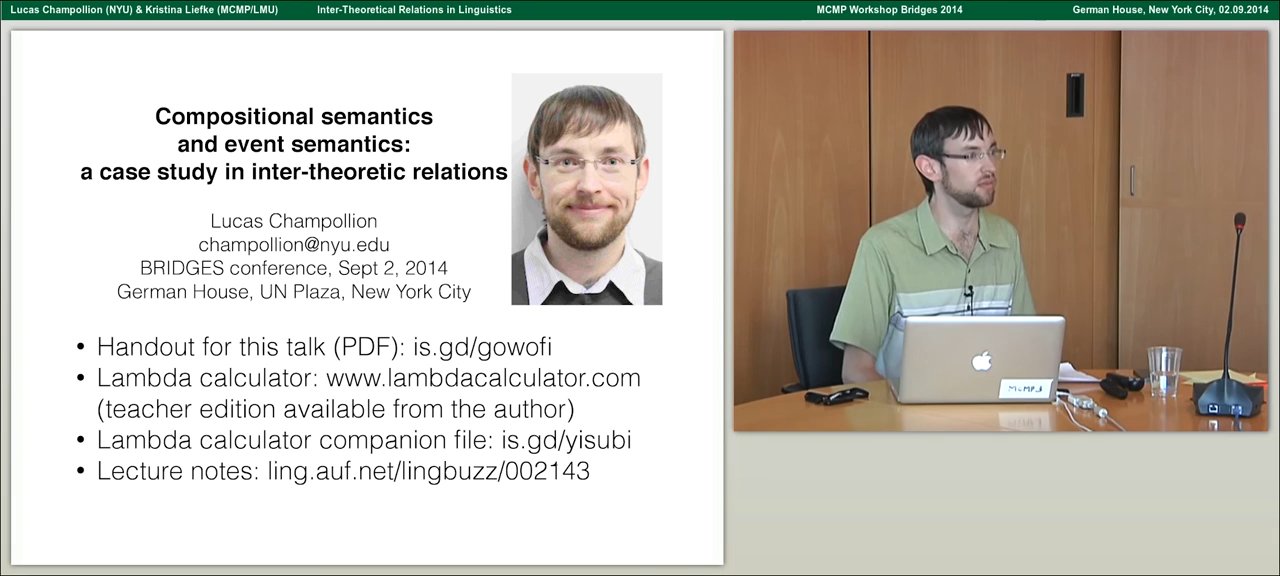 Lucas Champollion (NYU) & Kristina Liefke (MCMP/LMU) Inter-Theoretical Relations in Linguistics MCMP Workshop Bridges 2014 German House, New York City, 02.09.2014
Compositional semantics
and event semantics:
a case study in inter-theoretic relations
Lucas Champollion
champollion@nyu.edu
BRIDGES conference, Sept 2, 2014
German House, UN Plaza, New York City
• Handout for this talk (PDF): is.gd/gowofi
• Lambda calculator: www.lambdacalculator.com
(teacher edition available from the author)
• Lambda calculator companion file: is.gd/yisubi
• Lecture notes: ling.auf.net/lingbuzz/002143